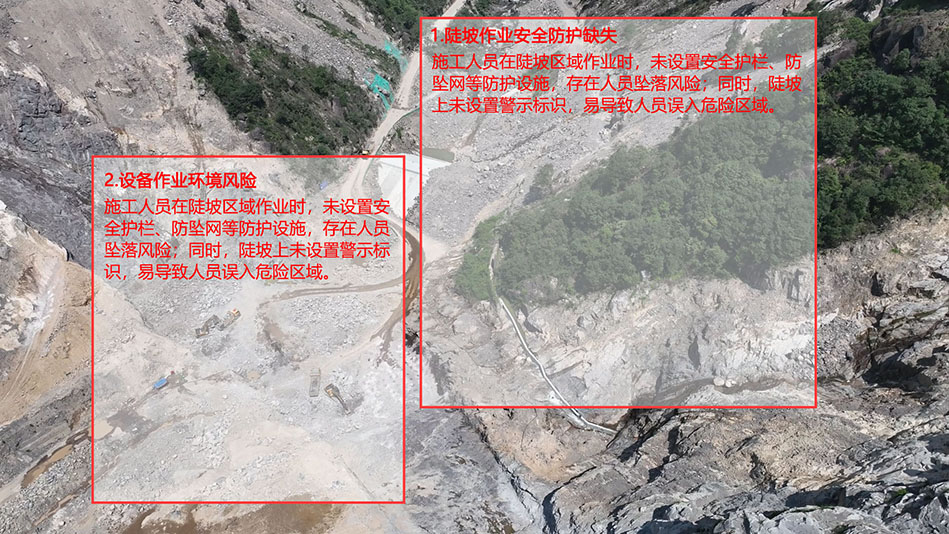 1.陡坡作业安全防护缺失
施工人员在陡坡区域作业时，未设置安全护栏、防
坠网等防护设施，存在人员坠落风险；同时，陡坡
上未设置警示标识，易导致人员误入危险区域。
2.设备作业环境风险
施工人员在陡坡区域作业时，未设置安
全护栏、防坠网等防护设施，存在人员
坠落风险；同时，陡坡上未设置警示标
识，易导致人员误入危险区域。